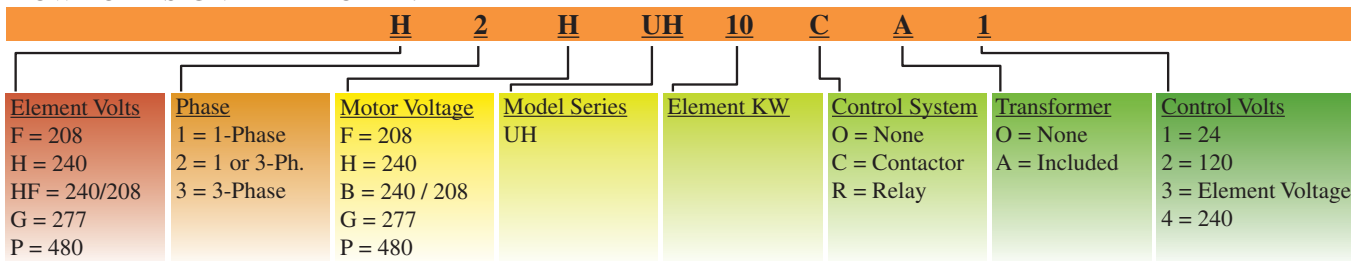 H 2 H UH 10 C A 1
Element Volts
F = 208
H = 240
HF = 240/208
G = 277
P = 480
Phase
1 = 1-Phase
2 = 1 or 3-Ph.
3 = 3-Phase
Motor Voltage
F = 208
H = 240
B = 240 / 208
G = 277
P = 480
Model Series
UH
Element KW
Control System
O = None
C = Contactor
R = Relay
Transformer
O = None
A = Included
Control Volts
1 = 24
2 = 120
3 = Element Voltage
4 = 240